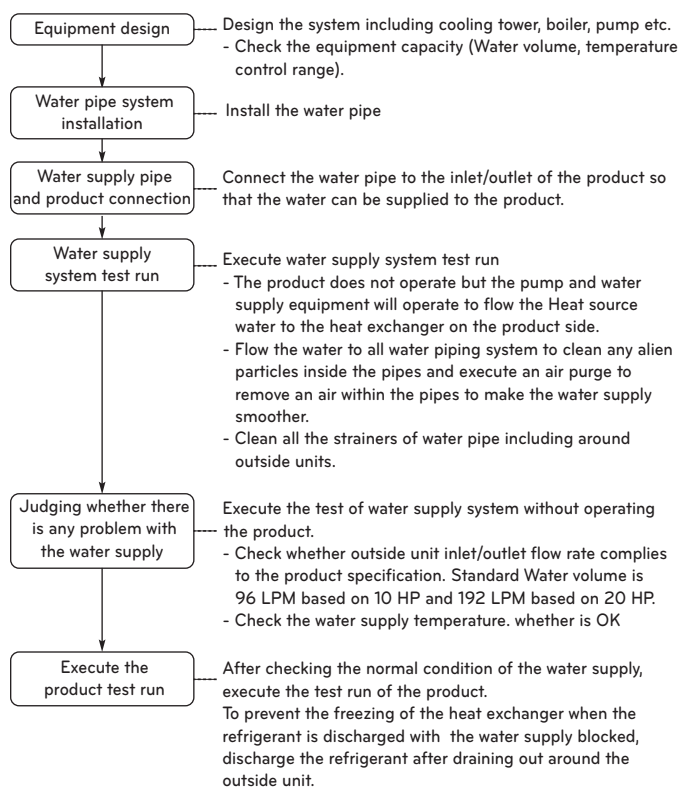 Equipment design
Design the system including cooling tower, boiler, pump etc.
- Check the equipment capacity (Water volume, temperature
control range).
Water pipe system
installation
Install the water pipe
Water supply pipe
and product connection
Connect the water pipe to the inlet/outlet of the product so
that the water can be supplied to the product.
Water supply
system test run
Execute water supply system test run
- The product does not operate but the pump and water
supply equipment will operate to flow the Heat source
water to the heat exchanger on the product side.
- Flow the water to all water piping system to clean any alien
particles inside the pipes and execute an air purge to
remove an air within the pipes to make the water supply
smoother.
- Clean all the strainers of water pipe including around
outside units.
Judging whether there
is any problem with
the water supply
Execute the test of water supply system without operating
the product.
- Check whether outside unit inlet/outlet flow rate complies
to the product specification. Standard Water volume is
96 LPM based on 10 HP and 192 LPM based on 20 HP.
- Check the water supply temperature. whether is OK
Execute the
product test run
After checking the normal condition of the water supply,
execute the test run of the product.
To prevent the freezing of the heat exchanger when the
refrigerant is discharged with the water supply blocked,
discharge the refrigerant after draining out around the
outside unit.